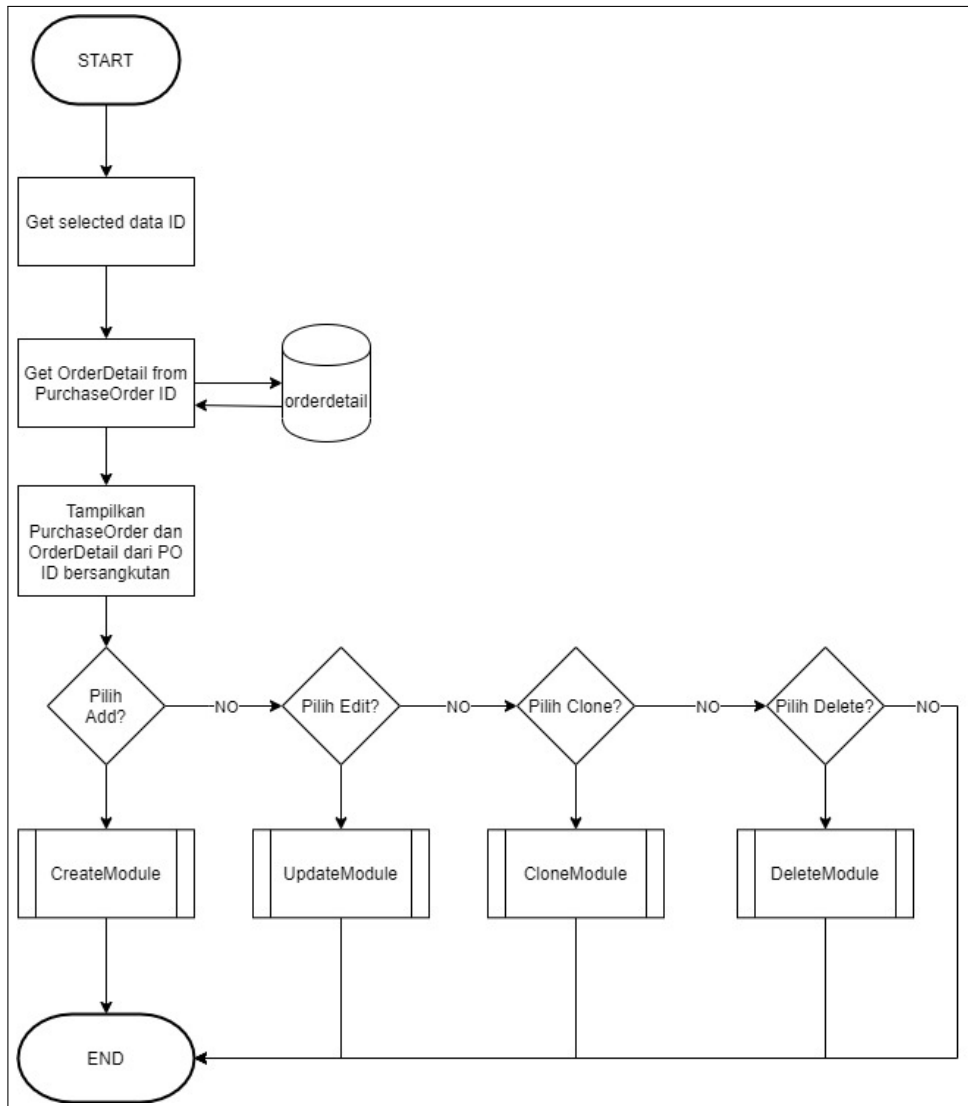 START
Get selected data ID
Get OrderDetail from
PurchaseOrder ID
orderdetail
Tampilkan
PurchaseOrder dan
OrderDetail dari PO
ID bersangkutan
Pilih
Add?
NO
Pilih Edit?
NO
Pilih Clone?
NO
Pilih Delete?
NO
CreateModule
UpdateModule
CloneModule
DeleteModule
END